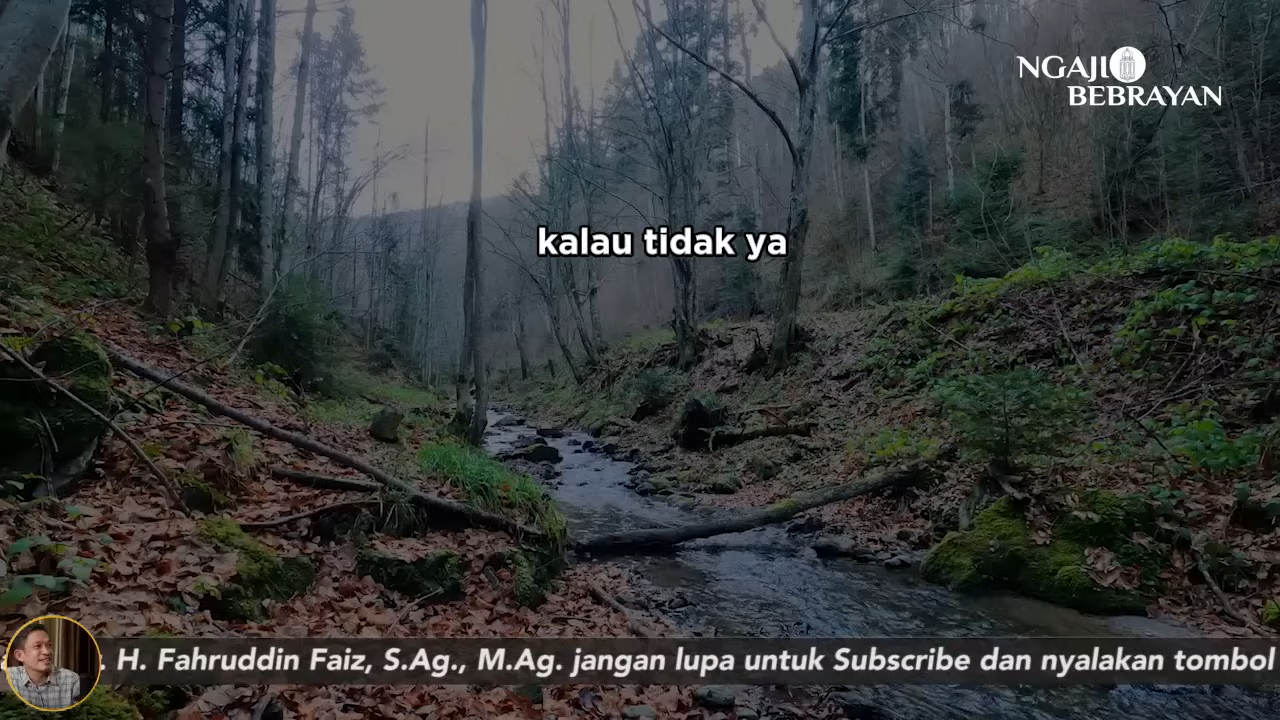 NGAJI
BEBRAYAN
kalau tidak ya
. H. Fahruddin Faiz, S.Ag., M.Ag. jangan lupa untuk Subscribe dan nyalakan tombol